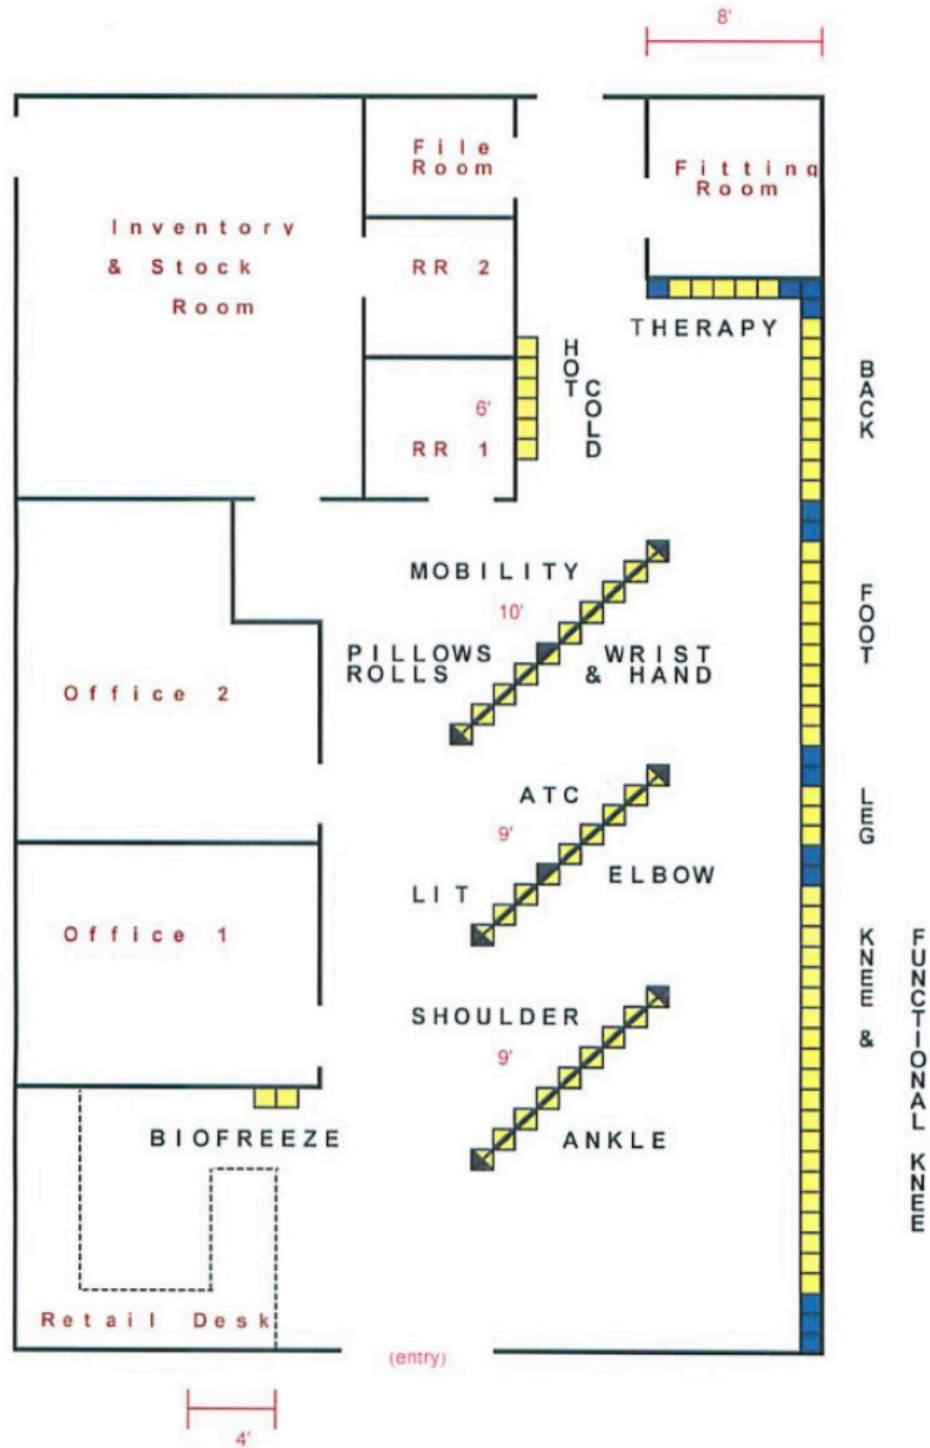 8'
File
Room
Fitting
Room
Inventory
& Stock
Room
RR 2
THERAPY
HOT
COLD
BACK
6'
RR 1
MOBILITY
10'
FOOT
PILLOWS
ROLLS
WRIST
& HAND
Office 2
ATC
9'
LEG
ELBOW
LIT
Office 1
KNEE &
FUNCTIONAL KNEE
SHOULDER
9'
BIOFREEZE
ANKLE
Retail Desk
(entry)
4'